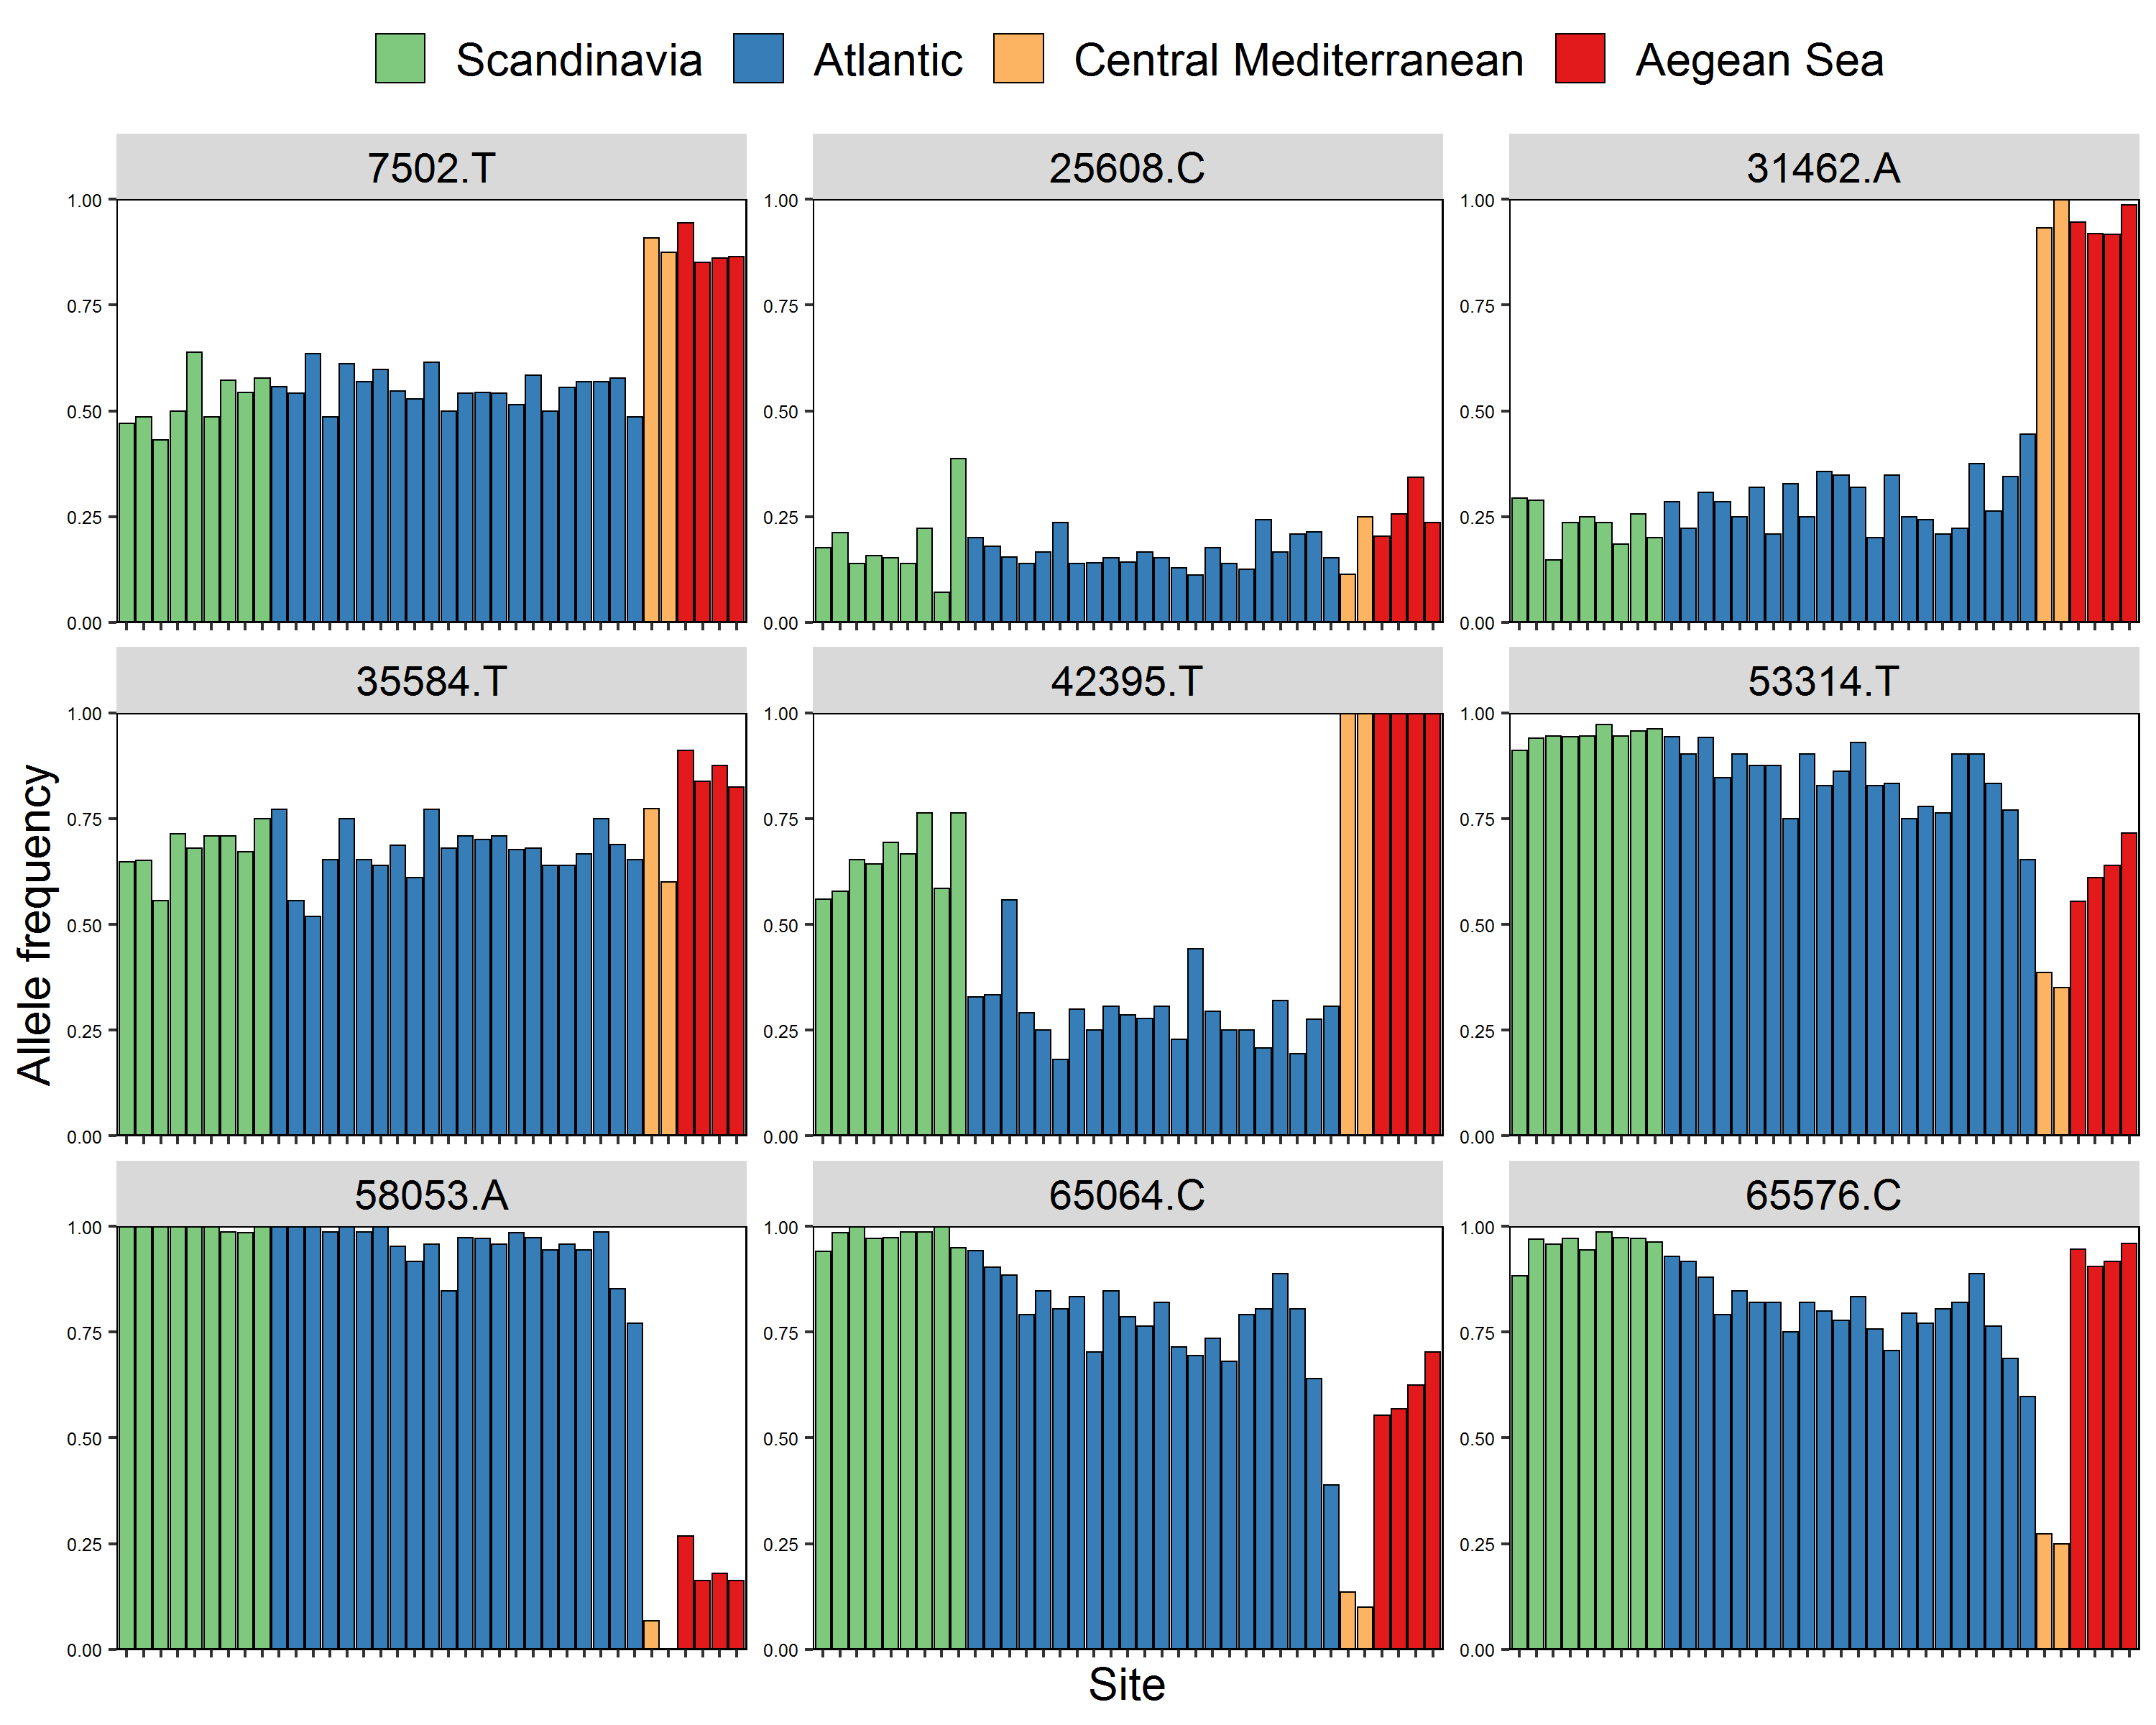 Scandinavia Atlantic Central Mediterranean Aegean Sea
7502.T 25608.C 31462.A
1.00 1.00 1.00
0.75 0.75 0.75
0.50 0.50 0.50
0.25 0.25 0.25
0.00 0.00 0.00
35584.T 42395.T 53314.T
1.00 1.00 1.00
0.75 0.75 0.75
0.50 0.50 0.50
0.25 0.25 0.25
0.00 0.00 0.00
Allele frequency
58053.A 65064.C 65576.C
1.00 1.00 1.00
0.75 0.75 0.75
0.50 0.50 0.50
0.25 0.25 0.25
0.00 0.00 0.00
Site